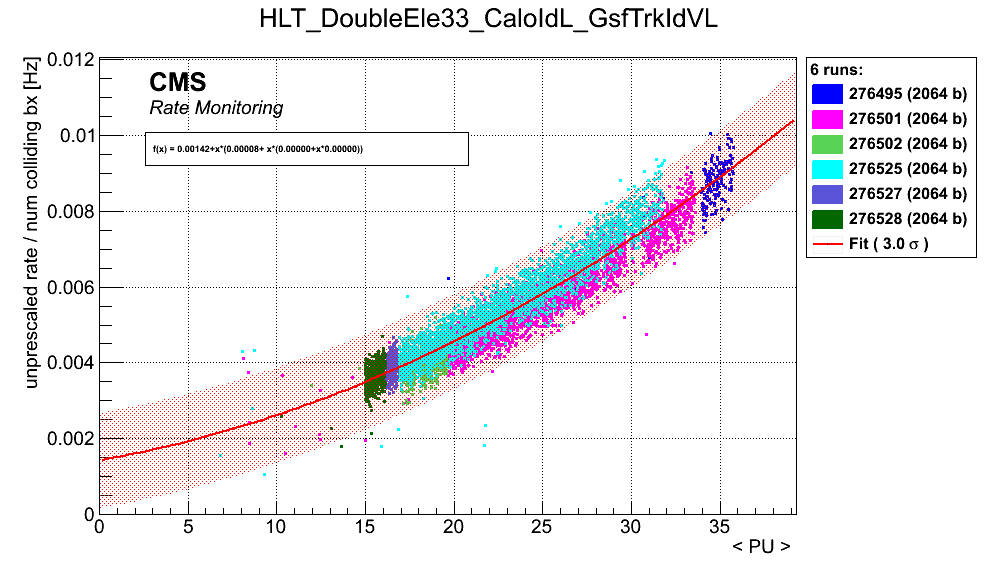 HLT_DoubleEle33_CaloIdL_GsfTrkIdVL
unprescaled rate / num colliding bx [Hz]
0.012
0.01
0.008
0.006
0.004
0.002
0
CMS
Rate Monitoring
f(x) = 0.00142+x*(0.00008+ x*(0.00000+x*0.00000))
0 5 10 15 20 25 30 35
< PU >
6 runs:
276495 (2064 b)
276501 (2064 b)
276502 (2064 b)
276525 (2064 b)
276527 (2064 b)
276528 (2064 b)
Fit ( 3.0 σ )